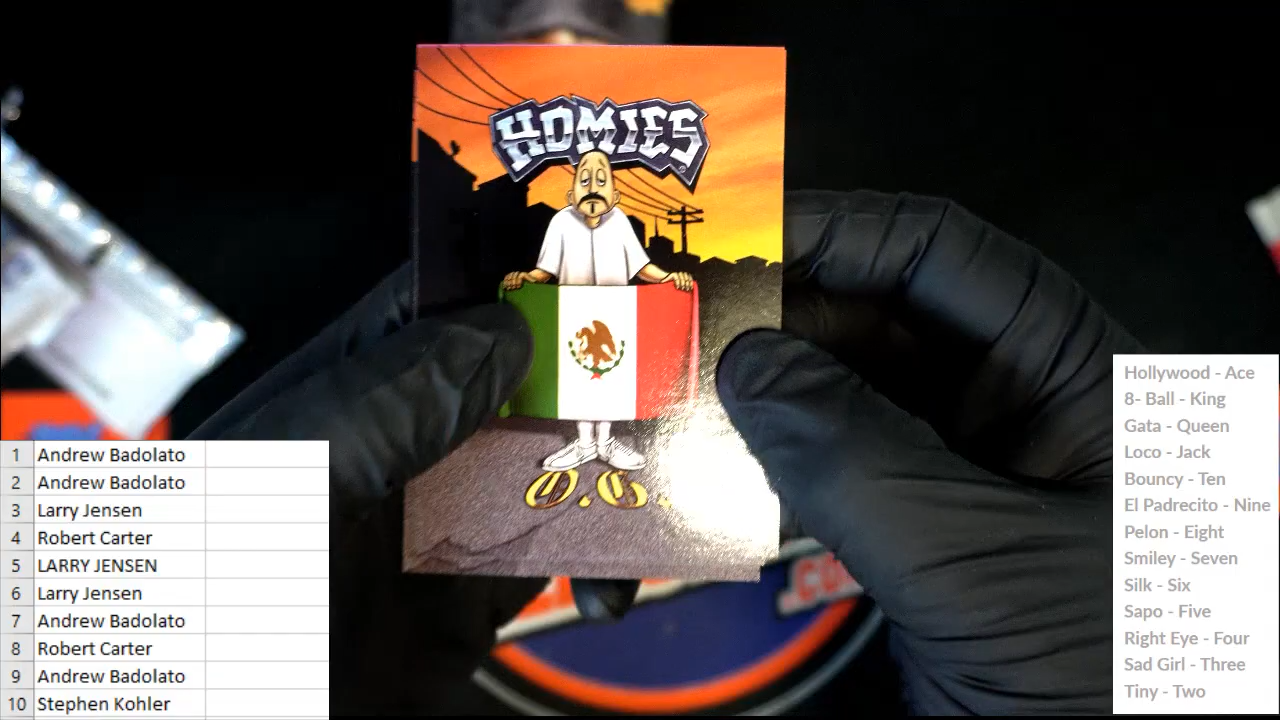 HOMIES
O.G.
1 Andrew Badolato
2 Andrew Badolato
3 Larry Jensen
4 Robert Carter
5 LARRY JENSEN
6 Larry Jensen
7 Andrew Badolato
8 Robert Carter
9 Andrew Badolato
10 Stephen Kohler
Hollywood - Ace
8- Ball - King
Gata - Queen
Loco - Jack
Bouncy - Ten
El Padrecito - Nine
Pelon - Eight
Smiley - Seven
Silk - Six
Sapo - Five
Right Eye - Four
Sad Girl - Three
Tiny - Two